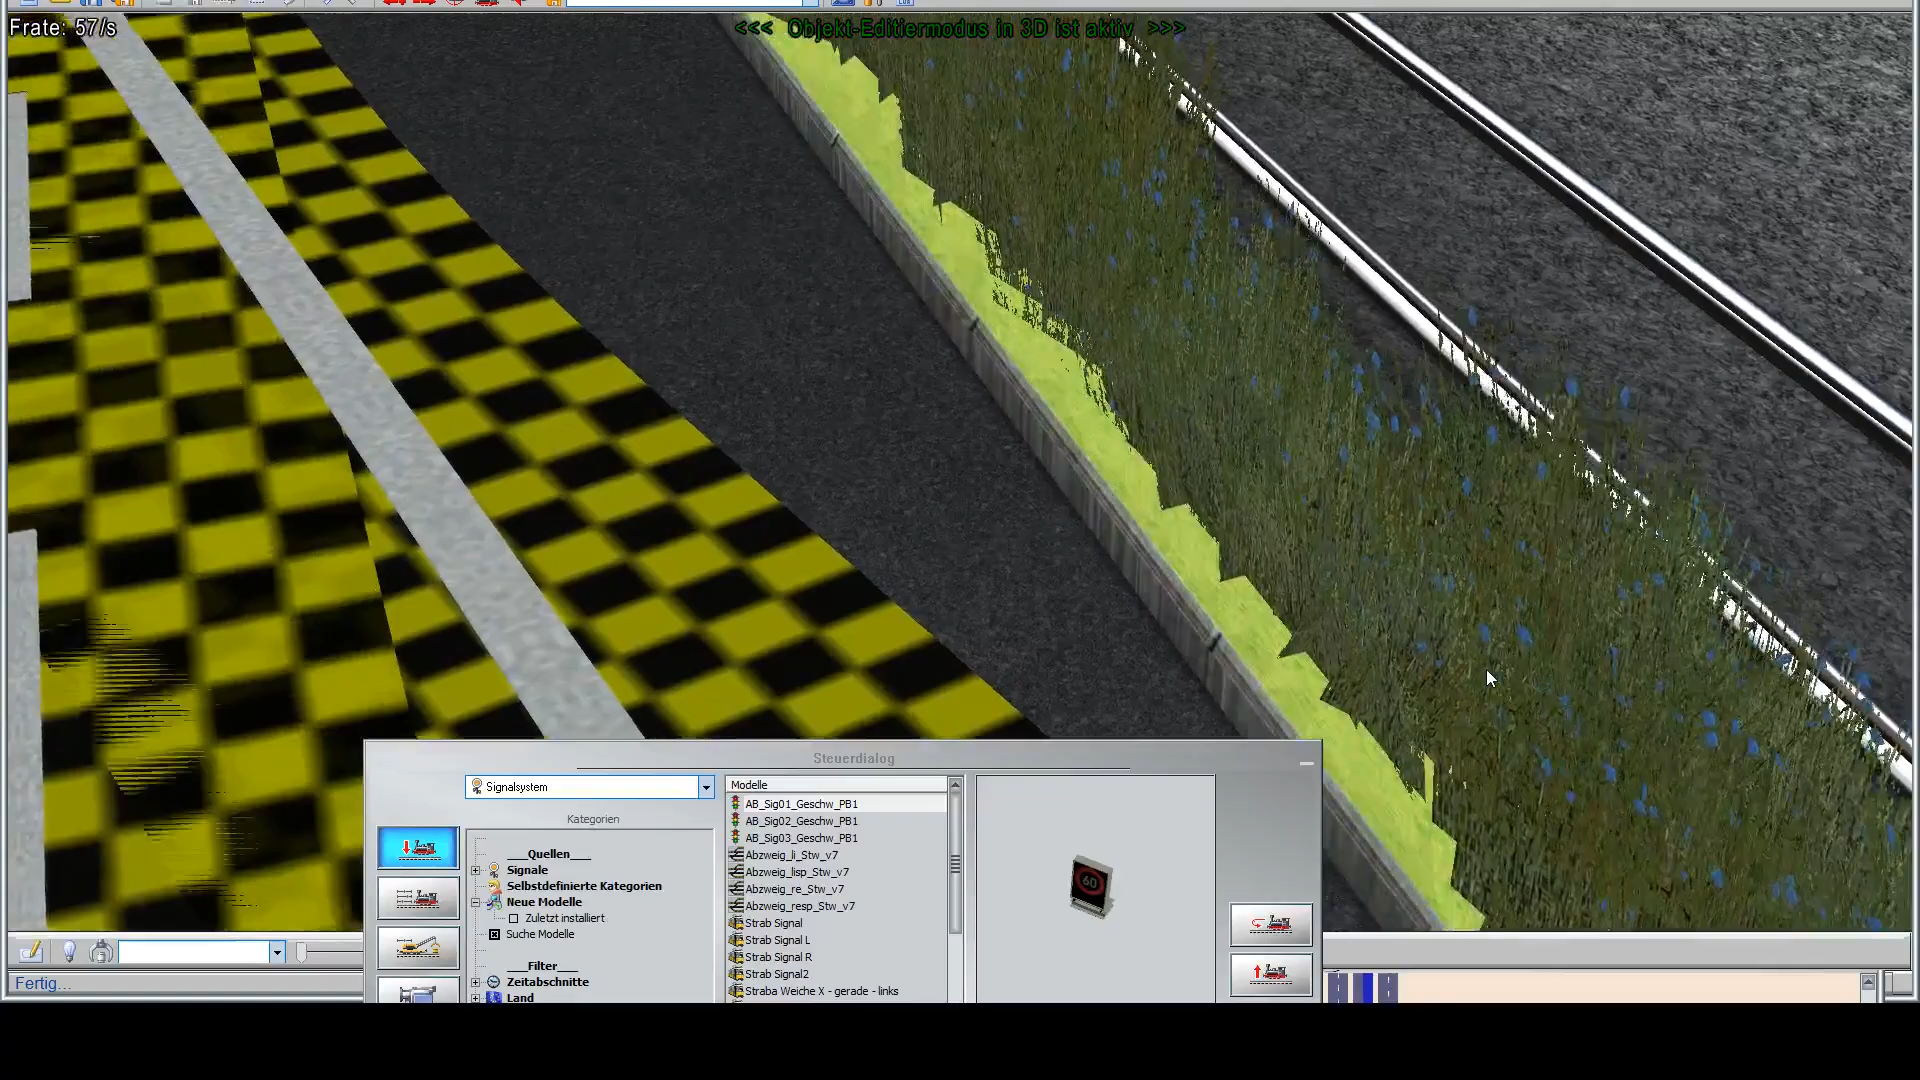 Frate: 57/s
<<< Objekt-Editiermodus in 3D ist aktiv >>>
Steuerdialog
Signalsystem
Kategorien
___Quellen___
Signale
Selbstdefinierte Kategorien
Neue Modelle
Zuletzt installiert
Suche Modelle
___Filter___
Zeitabschnitte
Land
Modelle
AB_Sig01_Geschw_PB1
AB_Sig02_Geschw_PB1
AB_Sig03_Geschw_PB1
Abzweig_li_Stw_v7
Abzweig_lisp_Stw_v7
Abzweig_re_Stw_v7
Abzweig_resp_Stw_v7
Strab Signal
Strab Signal L
Strab Signal R
Strab Signal2
Straba Weiche X - gerade - links
60
Fertig...